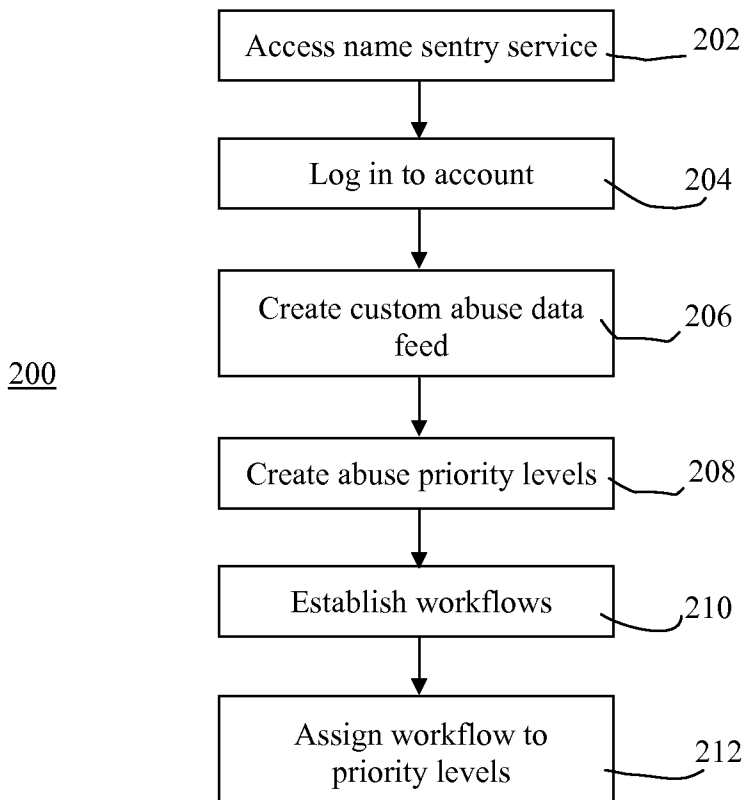 Access name sentry service
202
Log in to account
204
Create custom abuse data
feed
206
200
Create abuse priority levels
208
Establish workflows
210
Assign workflow to
priority levels
212